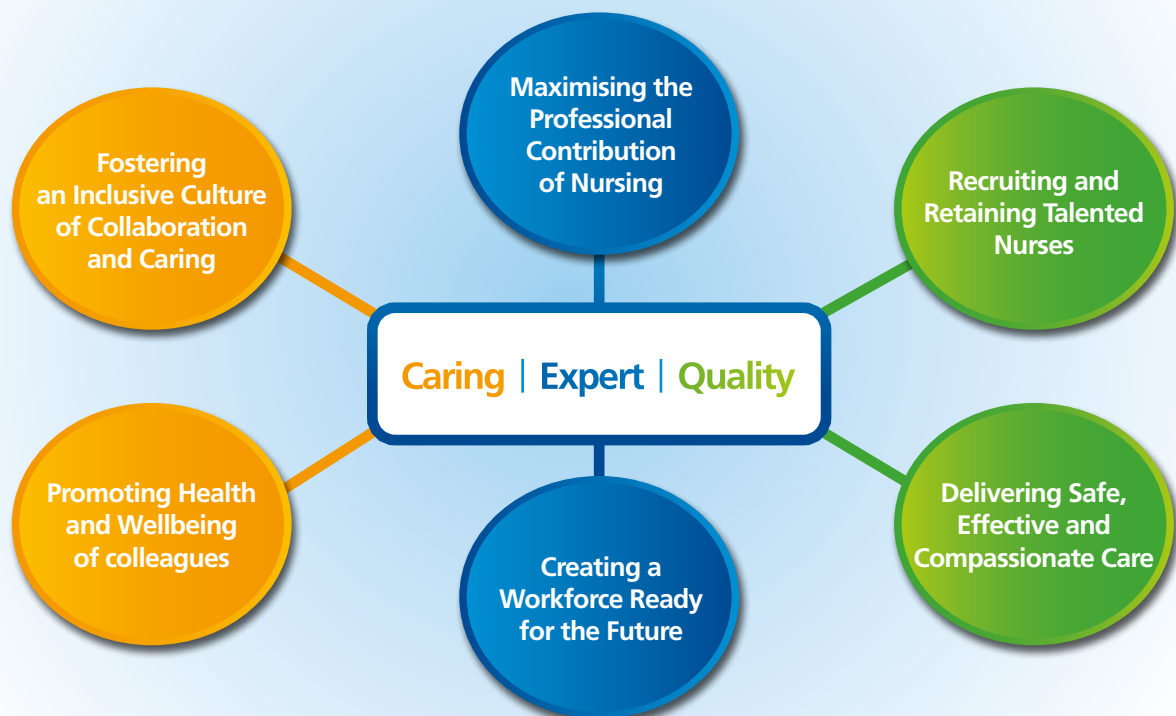 Maximising the
Professional
Contribution
of Nursing
Fostering
an Inclusive Culture
of Collaboration
and Caring
Recruiting and
Retaining Talented
Nurses
Caring | Expert | Quality
Promoting Health
and Wellbeing
of colleagues
Delivering Safe,
Effective and
Compassionate Care
Creating a
Workforce Ready
for the Future